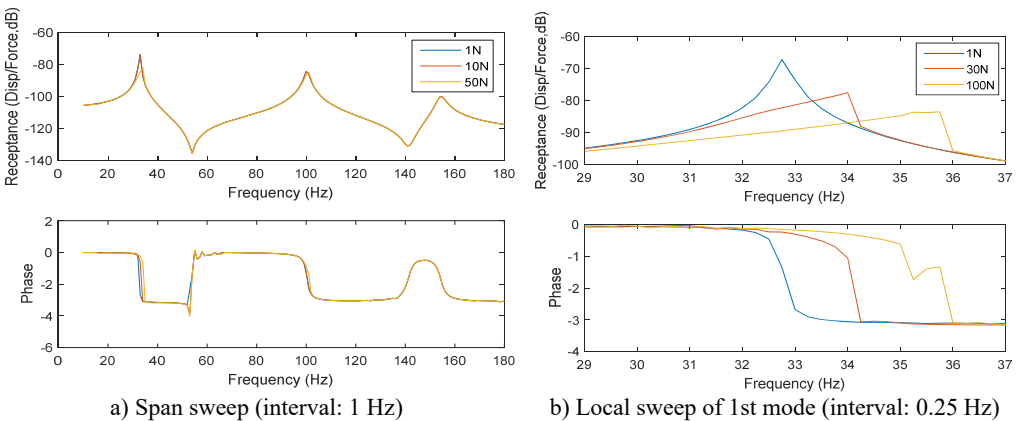 Receptance (Disp/Force,dB)
-60
-80
-100
-120
-140
0 20 40 60 80 100 120 140 160 180
Frequency (Hz)
1N
10N
50N
Phase
2
0
-2
-4
-6
0 20 40 60 80 100 120 140 160 180
Frequency (Hz)
a) Span sweep (interval: 1 Hz)
Receptance (Disp/Force,dB)
-60
-70
-80
-90
-100
29 30 31 32 33 34 35 36 37
Frequency (Hz)
1N
30N
100N
Phase
0
-1
-2
-3
-4
29 30 31 32 33 34 35 36 37
Frequency (Hz)
b) Local sweep of 1st mode (interval: 0.25 Hz)